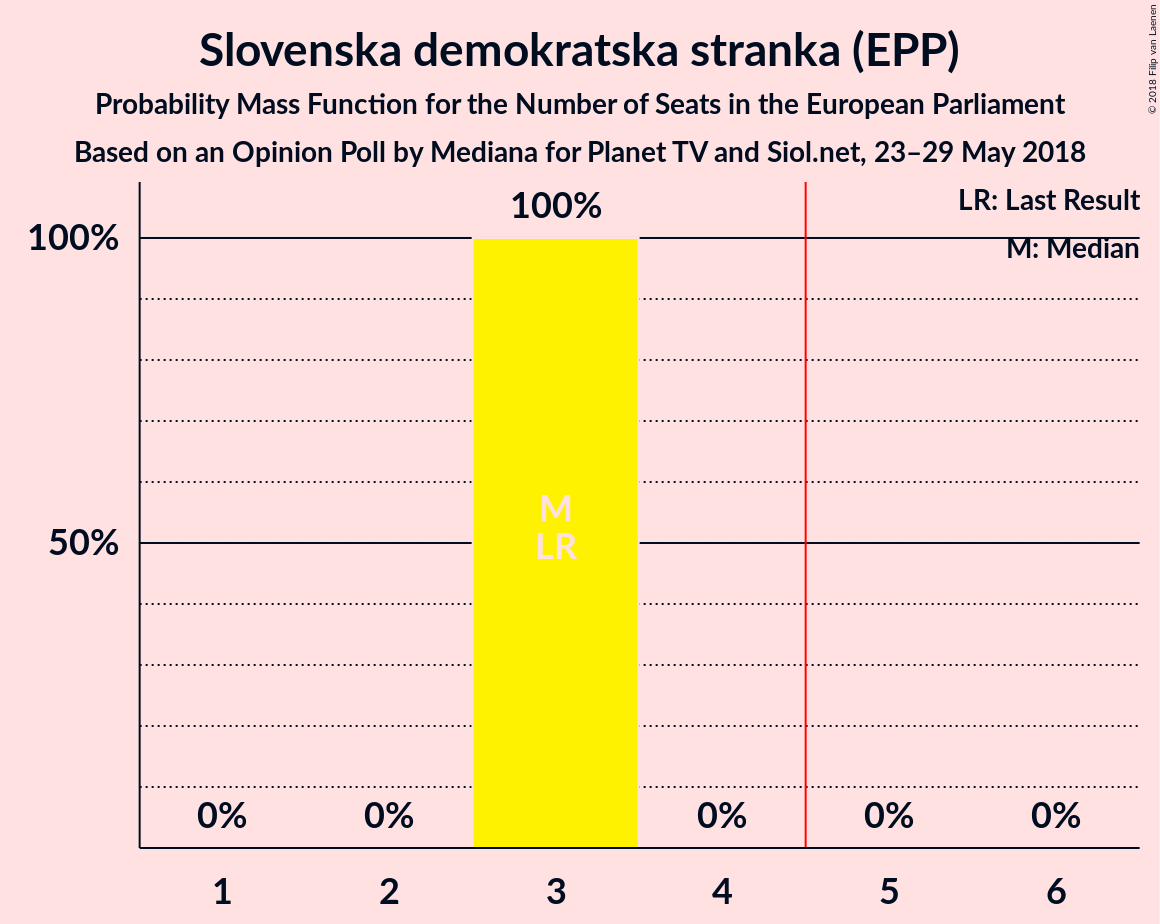 Slovenska demokratska stranka (EPP)
Probability Mass Function for the Number of Seats in the European Parliament
Based on an Opinion Poll by Mediana for Planet TV and Siol.net, 23–29 May 2018
© 2018 Filip van Laenen
LR: Last Result
M: Median
100%
100%
50%
M
LR
0%
0%
0%
0%
0%
1
2
3
4
5
6